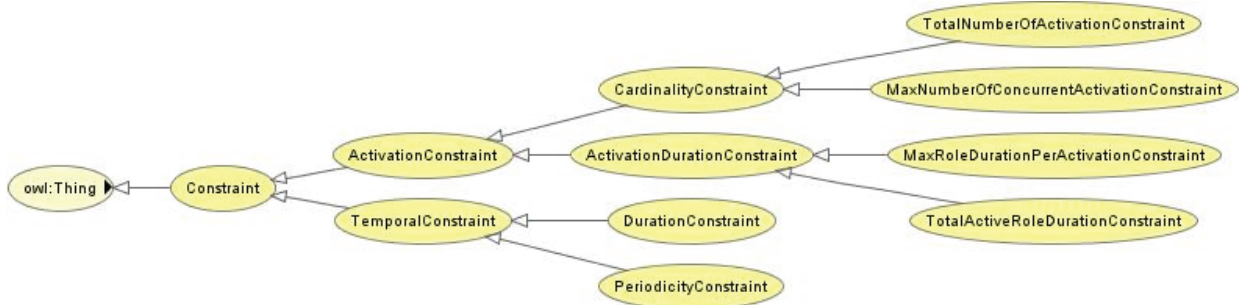 TotalNumberOfActivationConstraint
CardinalityConstraint
MaxNumberOfConcurrentActivationConstraint
ActivationConstraint
ActivationDurationConstraint
MaxRoleDurationPerActivationConstraint
owl:Thing
Constraint
TemporalConstraint
DurationConstraint
TotalActiveRoleDurationConstraint
PeriodicityConstraint